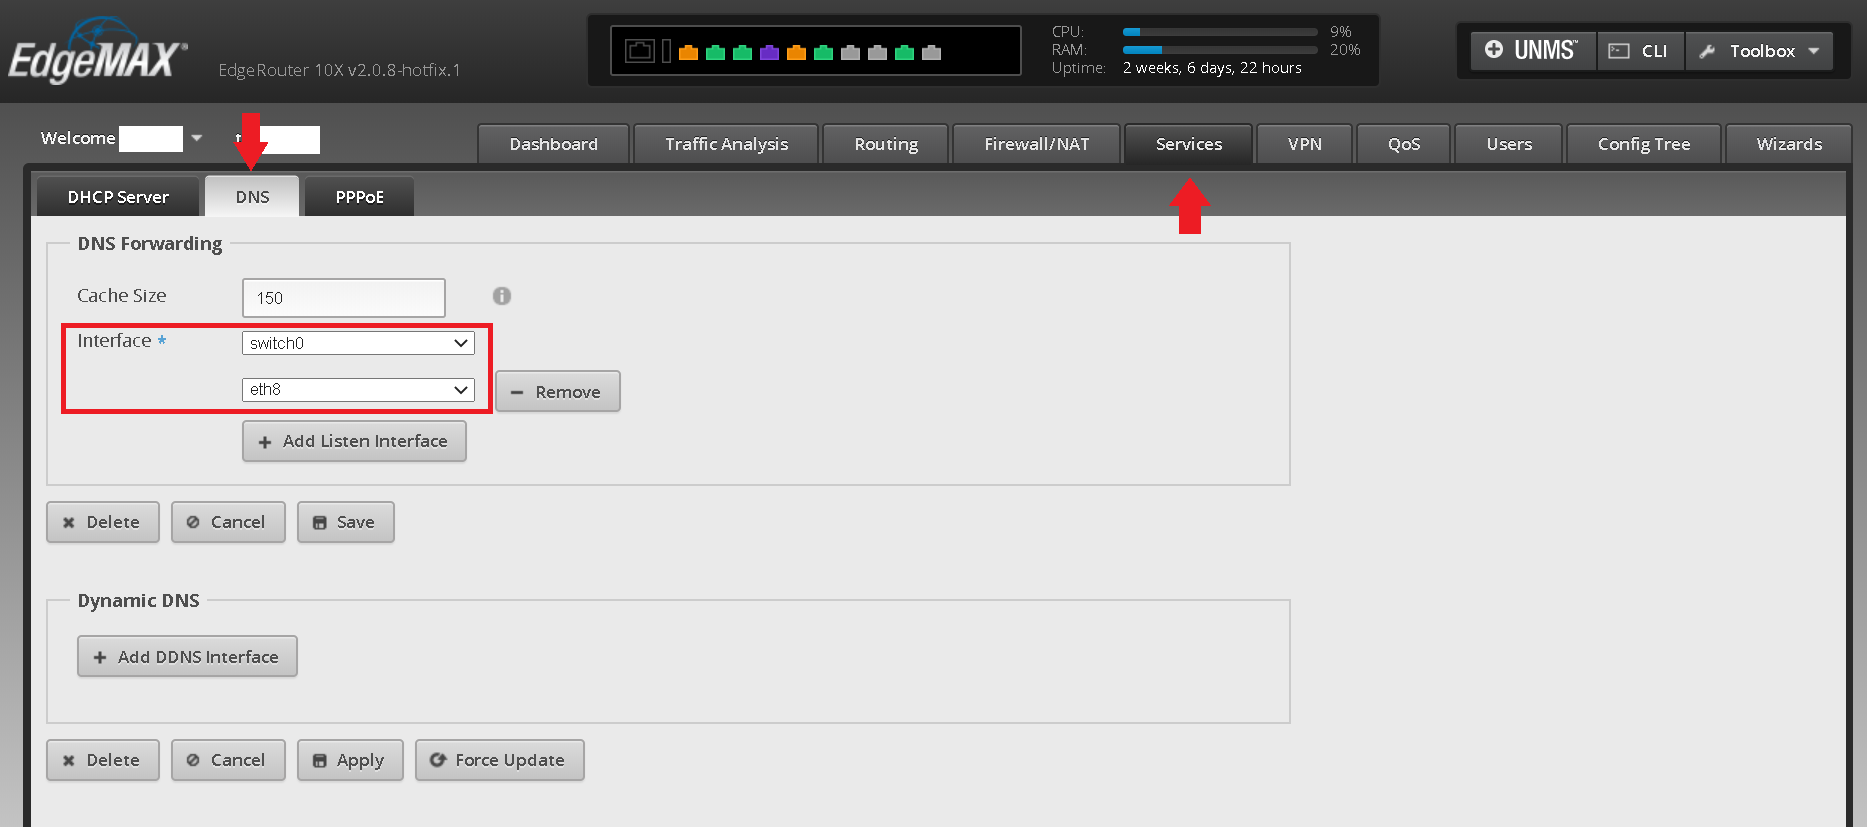 EdgeMAX®
EdgeRouter 10X v2.0.8-hotfix.1
CPU: 9%
RAM: 20%
Uptime: 2 weeks, 6 days, 22 hours
UNMS™ CLI Toolbox
Welcome
Dashboard Traffic Analysis Routing Firewall/NAT Services VPN QoS Users Config Tree Wizards
DHCP Server DNS PPPoE
DNS Forwarding
Cache Size 150
Interface * switch0
eth8 Remove
Add Listen Interface
Delete Cancel Save
Dynamic DNS
Add DDNS Interface
Delete Cancel Apply Force Update